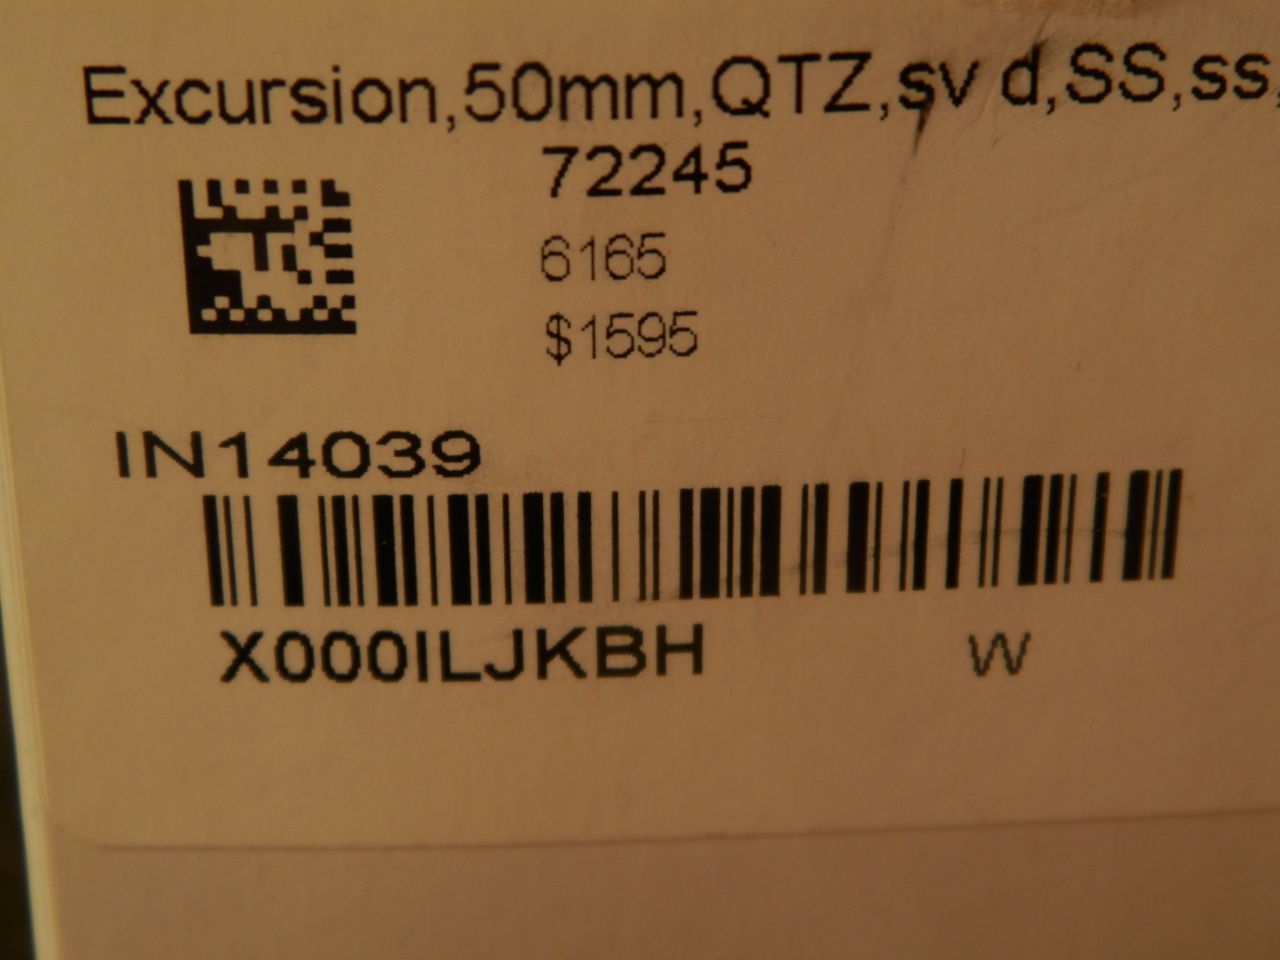 Excursion,50mm,QTZ,sv d,SS,ss,
72245
6165
$1595
IN14039
X000ILJKBH W